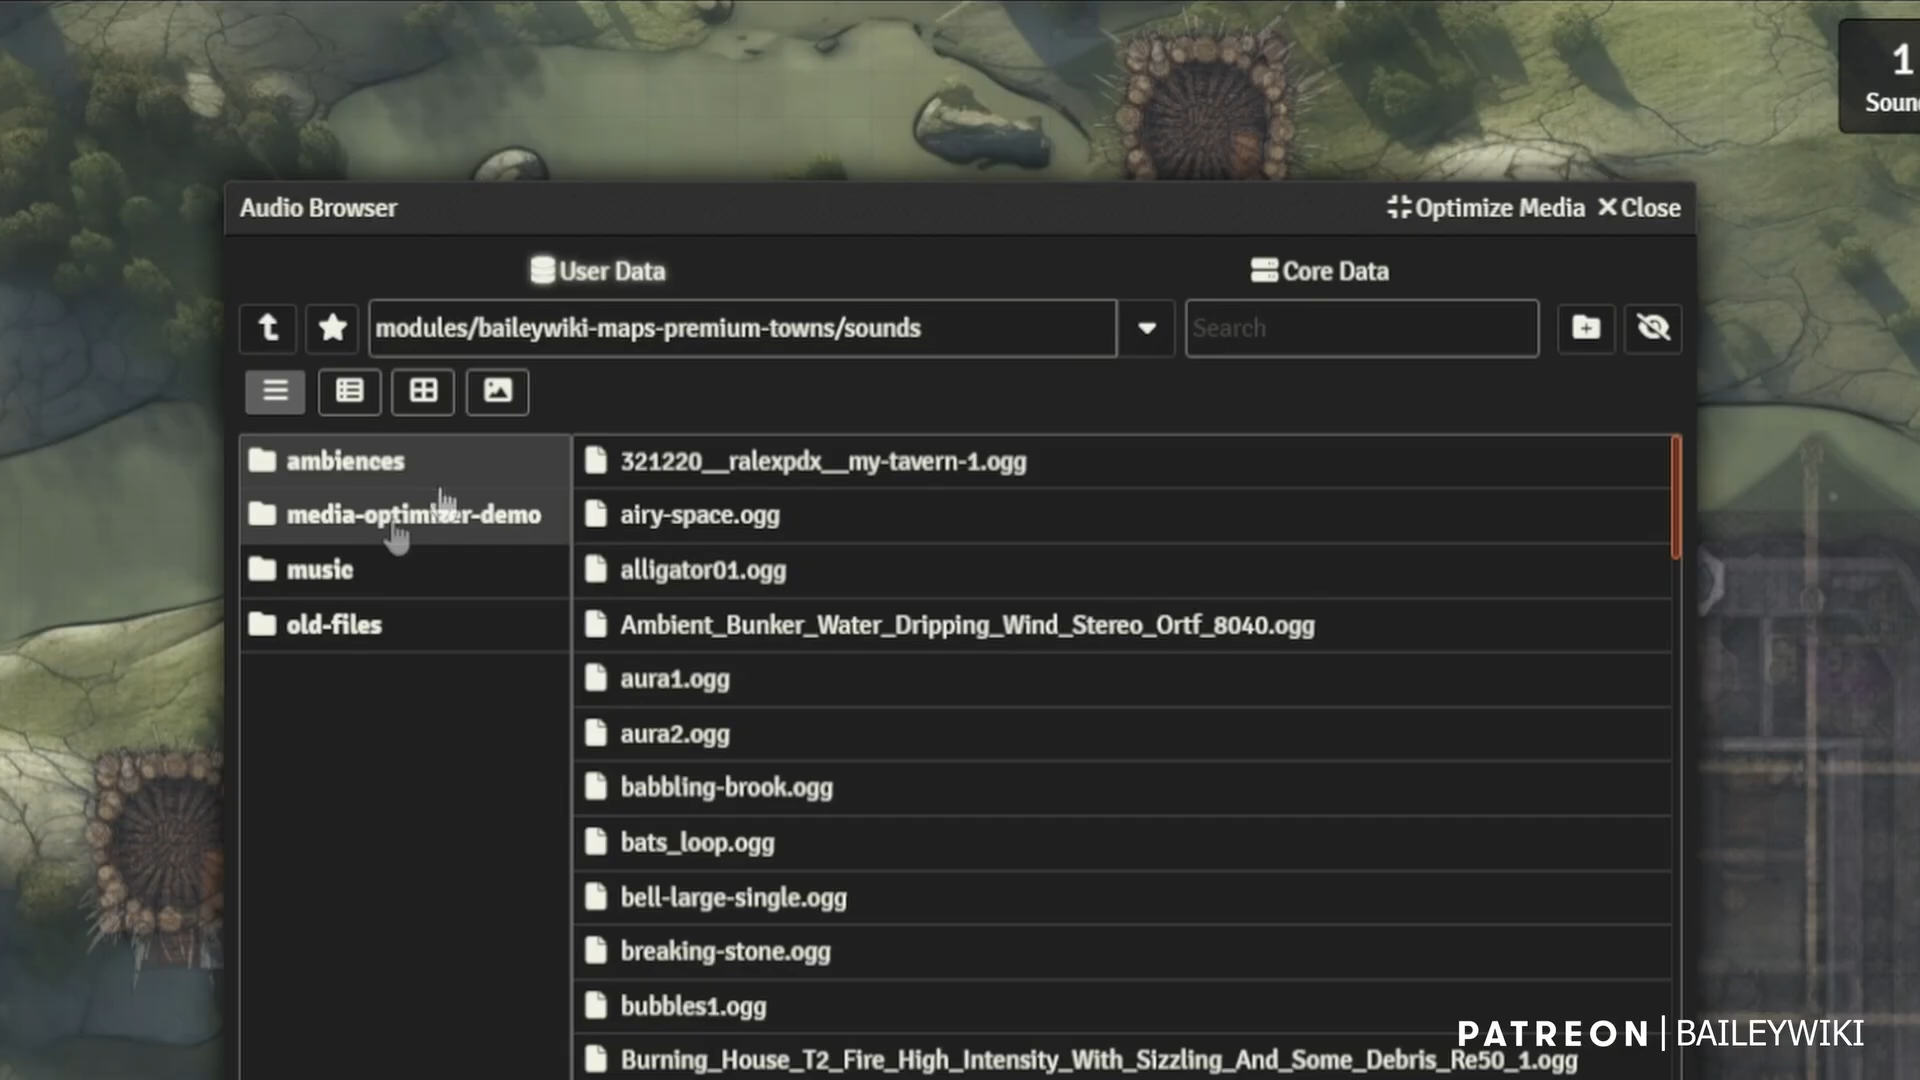 1
Audio Browser
Optimize Media
Close
User Data
Core Data
modules/baileywiki-maps-premium-towns/sounds
Search
ambiences
media-optimizer-demo
music
old-files
321220__ralexpdx__my-tavern-1.ogg
airy-space.ogg
alligator01.ogg
Ambient_Bunker_Water_Dripping_Wind_Stereo_Ortf_8040.ogg
aura1.ogg
aura2.ogg
babbling-brook.ogg
bats_loop.ogg
bell-large-single.ogg
breaking-stone.ogg
bubbles1.ogg
Burning_House_T2_Fire_High_Intensity_With_Sizzling_And_Some_Debris_Re50_1.ogg
PATREON | BAILEYWIKI